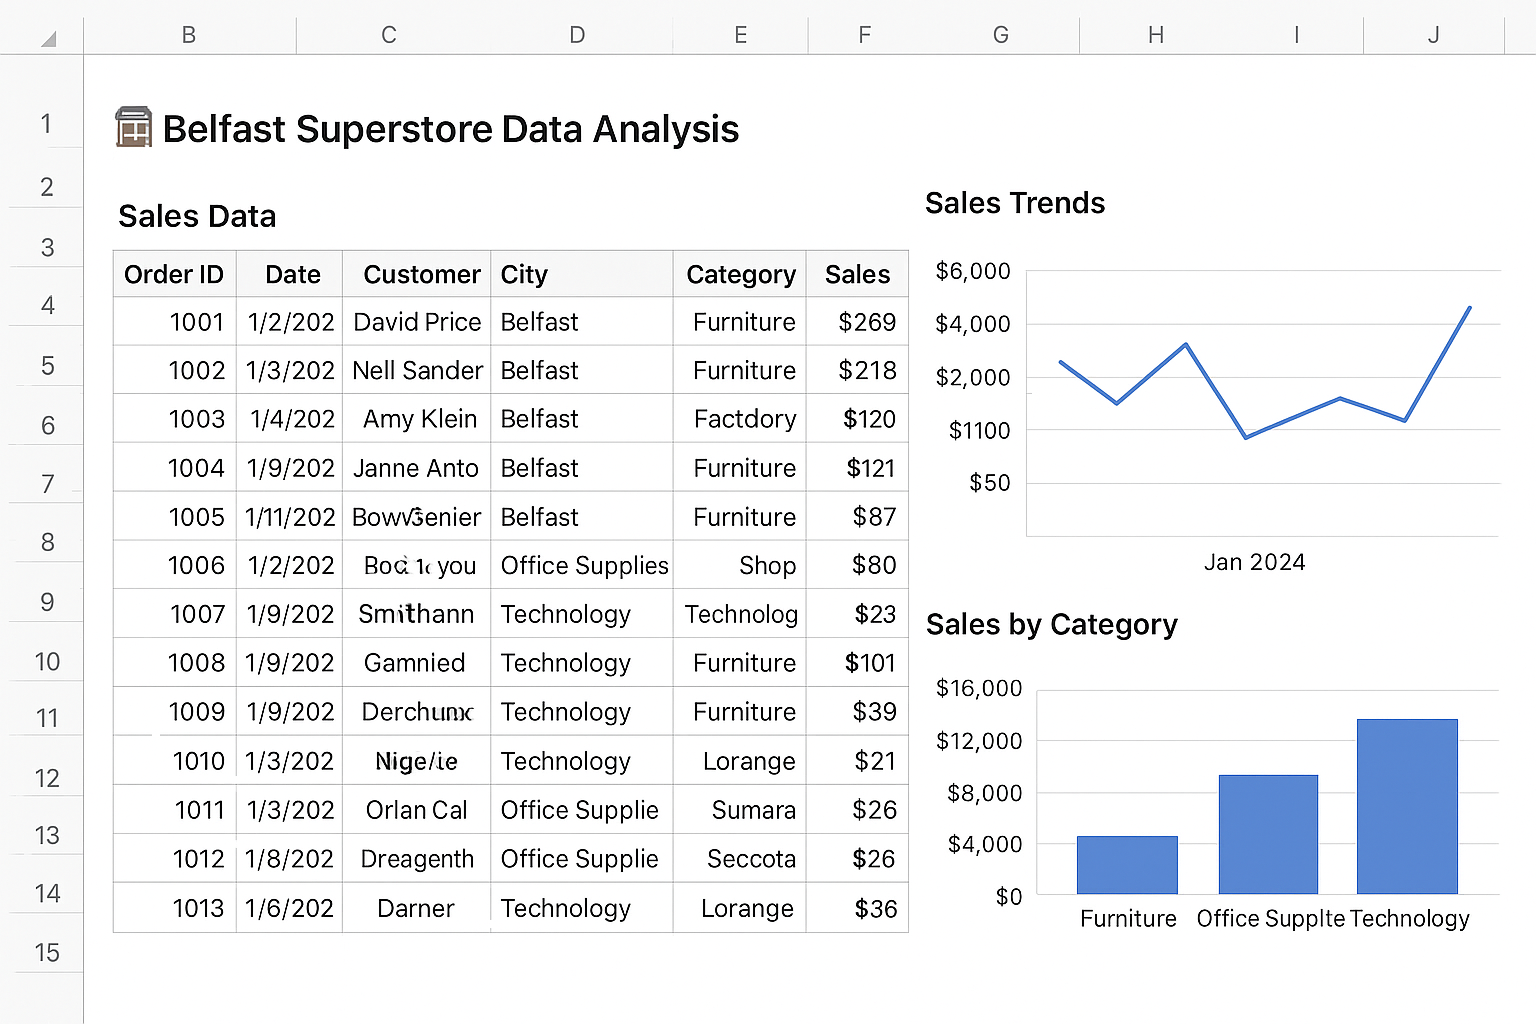 B C D E F G H I J
1 2 3 4 5 6 7 8 9 10 11 12 13 14 15
Belfast Superstore Data Analysis
Sales Data
Order ID Date Customer City Category Sales
1001 1/2/202 David Price Belfast Furniture $269
1002 1/3/202 Nell Sander Belfast Furniture $218
1003 1/4/202 Amy Klein Belfast Factdory $120
1004 1/9/202 Janne Anto Belfast Furniture $121
1005 1/11/202 Belfast Furniture $87
1006 1/2/202 you Office Supplies Shop $80
1007 1/9/202 Smithann Technology Technolog $23
1008 1/9/202 Gamnied Technology Furniture $101
1009 1/9/202 Technology Furniture $39
1010 1/3/202 Technology Lorange $21
1011 1/3/202 Orlan Cal Office Supplie Sumara $26
1012 1/8/202 Dreagenth Office Supplie Seccota $26
1013 1/6/202 Darner Technology Lorange $36
Sales Trends
$6,000
$4,000
$2,000
$1100
$50
Jan 2024
Sales by Category
$16,000
$12,000
$8,000
$4,000
$0
Furniture Office Supplte Technology